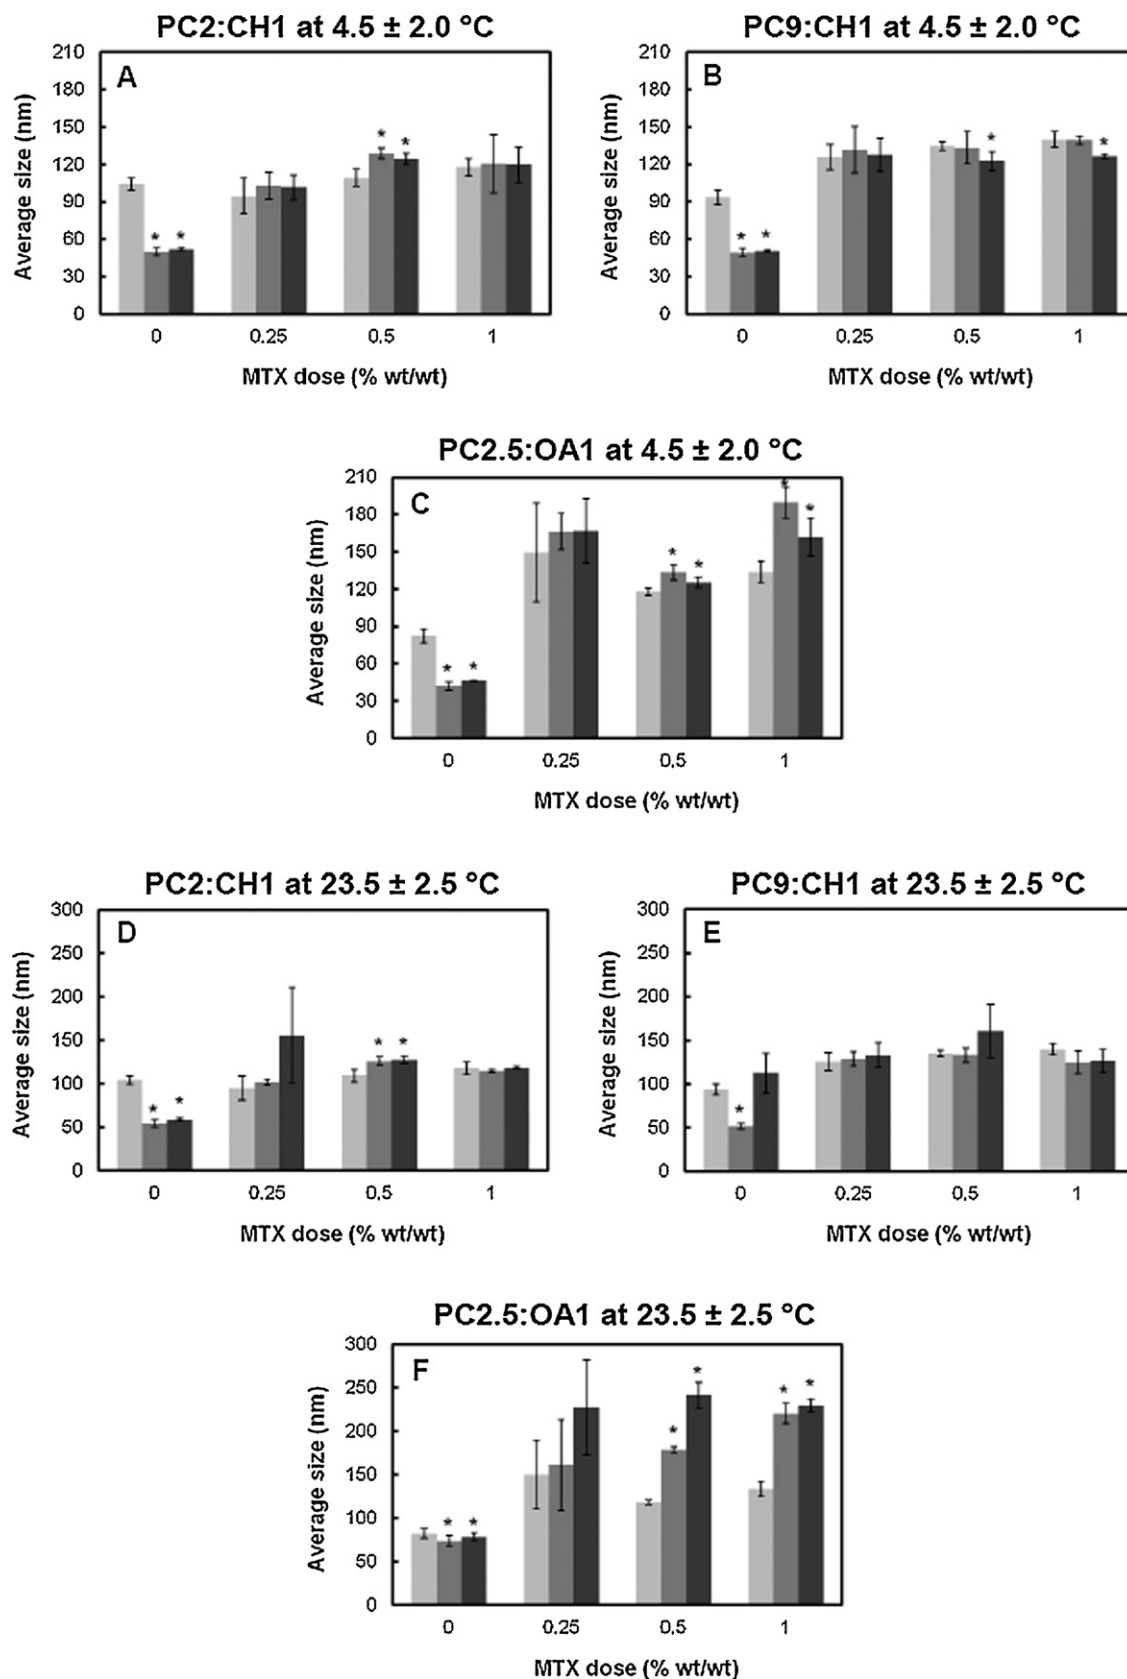 PC2:CH1 at 4.5 ± 2.0 °C
A
Average size (nm)
210
180
150
120
90
60
30
0
* * * *
0 0.25 0.5 1
MTX dose (% wt/wt)
PC9:CH1 at 4.5 ± 2.0 °C
B
Average size (nm)
210
180
150
120
90
60
30
0
* * * *
0 0.25 0.5 1
MTX dose (% wt/wt)
PC2.5:OA1 at 4.5 ± 2.0 °C
C
Average size (nm)
210
180
150
120
90
60
30
0
* * * * * *
0 0.25 0.5 1
MTX dose (% wt/wt)
PC2:CH1 at 23.5 ± 2.5 °C
D
Average size (nm)
300
250
200
150
100
50
0
* * * *
0 0.25 0.5 1
MTX dose (% wt/wt)
PC9:CH1 at 23.5 ± 2.5 °C
E
Average size (nm)
300
250
200
150
100
50
0
*
0 0.25 0.5 1
MTX dose (% wt/wt)
PC2.5:OA1 at 23.5 ± 2.5 °C
F
Average size (nm)
300
250
200
150
100
50
0
* * * * * *
0 0.25 0.5 1
MTX dose (% wt/wt)